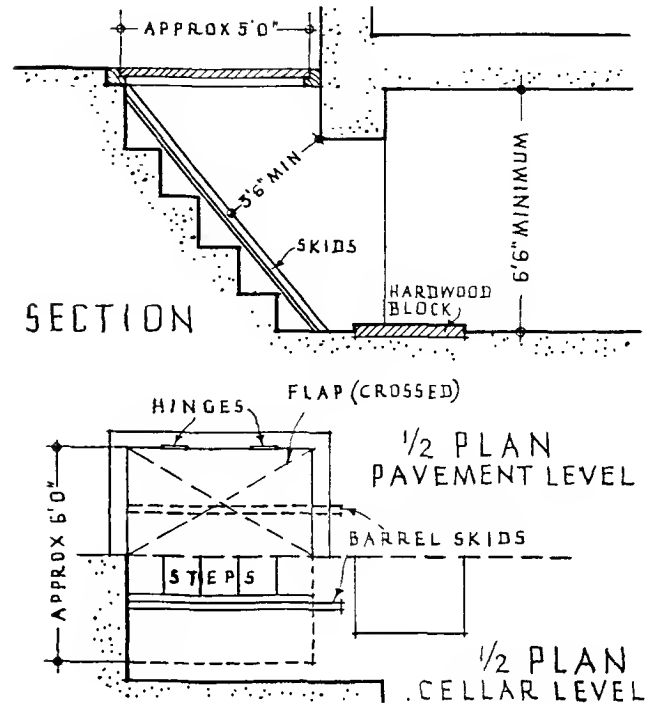 APPROX 5'0"
3'6" MIN
SKIDS
6'6" MINIMUM
HARDWOOD
BLOCK
SECTION
HINGES
FLAP (CROSSED)
1/2 PLAN
PAVEMENT LEVEL
APPROX 6'0"
BARREL SKIDS
STEPS
1/2 PLAN
CELLAR LEVEL